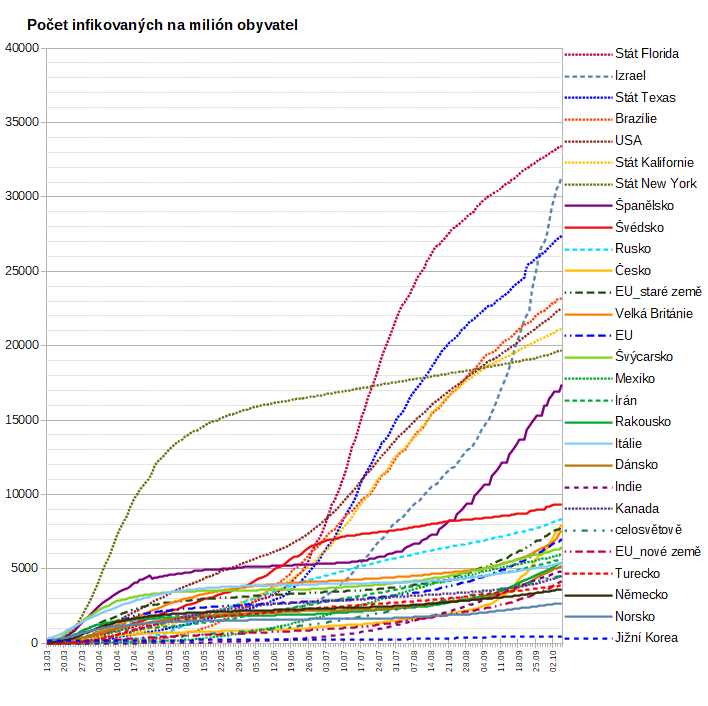 Počet infikovaných na milión obyvatel
40000
35000
30000
25000
20000
15000
10000
5000
0
13.03
20.03
27.03
03.04
10.04
17.04
24.04
01.05
08.05
15.05
22.05
29.05
05.06
12.06
19.06
26.06
03.07
10.07
17.07
24.07
31.07
07.08
14.08
21.08
28.08
04.09
11.09
18.09
25.09
02.10
Stát Florida
Izrael
Stát Texas
Brazílie
USA
Stát Kalifornie
Stát New York
Španělsko
Švédsko
Rusko
Česko
EU_staré země
Velká Británie
EU
Švýcarsko
Mexiko
Írán
Rakousko
Itálie
Dánsko
Indie
Kanada
celosvětově
EU_nové země
Turecko
Německo
Norsko
Jižní Korea